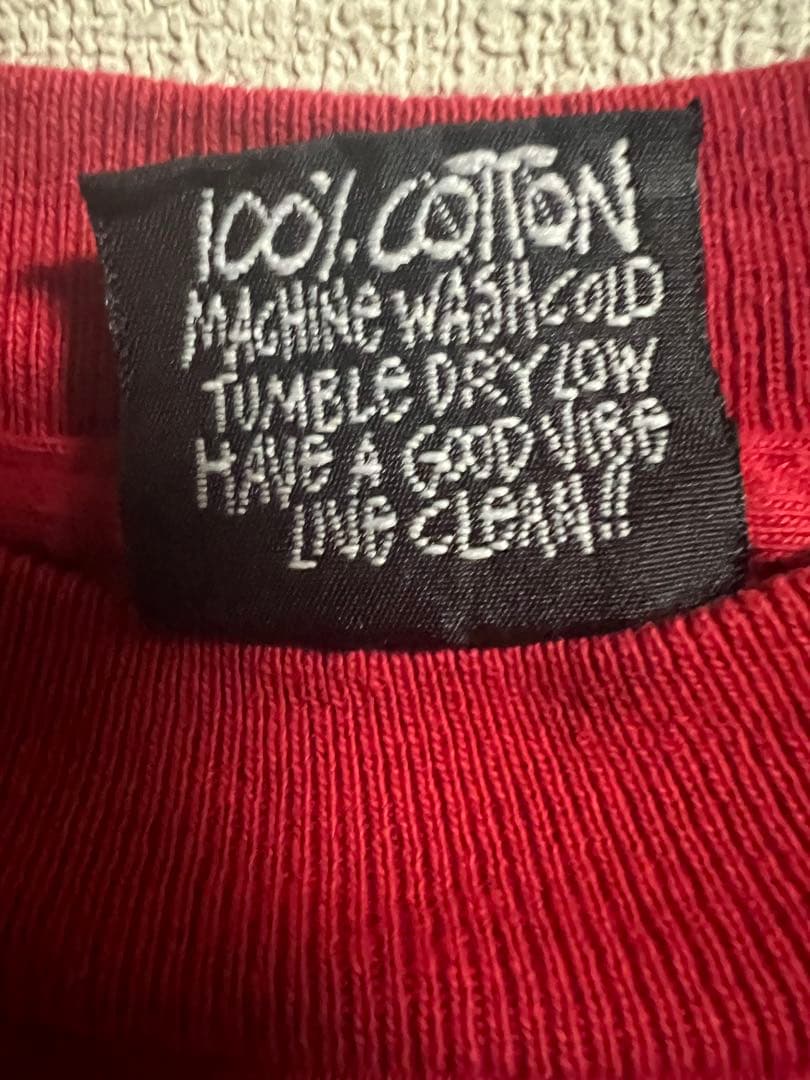 100% COTTON
MACHINE WASH COLD
TUMBLE DRY LOW
HAVE A GOOD VIBE
LIVE CLEAN!!